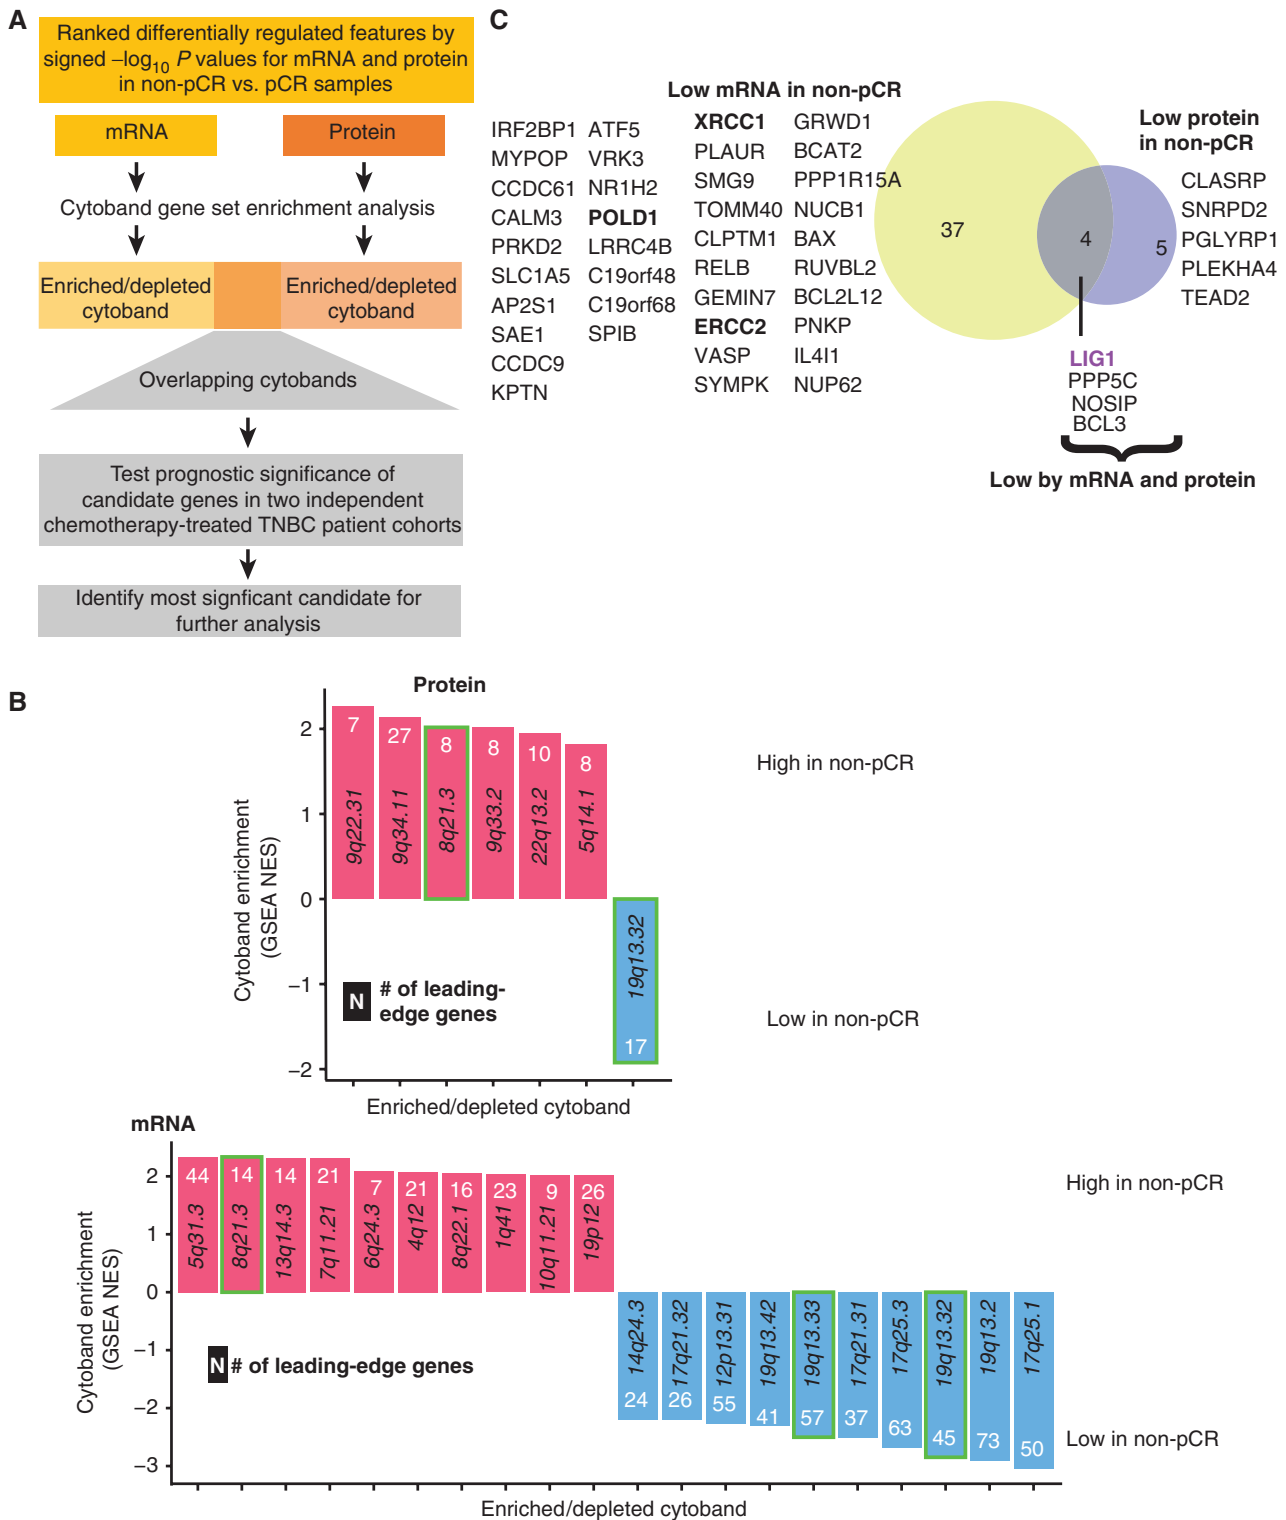 A
Ranked differentially regulated features by
signed –log10 P values for mRNA and protein
in non-pCR vs. pCR samples
mRNA
Protein
Cytoband gene set enrichment analysis
Enriched/depleted
cytoband
Enriched/depleted
cytoband
Overlapping cytobands
Test prognostic significance of
candidate genes in two independent
chemotherapy-treated TNBC patient cohorts
Identify most signficant candidate for
further analysis
C
Low mRNA in non-pCR
IRF2BP1
MYPOP
CCDC61
CALM3
PRKD2
SLC1A5
AP2S1
SAE1
CCDC9
KPTN
ATF5
VRK3
NR1H2
POLD1
LRRC4B
C19orf48
C19orf68
SPIB
XRCC1
PLAUR
SMG9
TOMM40
CLPTM1
RELB
GEMIN7
ERCC2
VASP
SYMPK
GRWD1
BCAT2
PPP1R15A
NUCB1
BAX
RUVBL2
BCL2L12
PNKP
IL4I1
NUP62
37
4
5
Low protein
in non-pCR
CLASRP
SNRPD2
PGLYRP1
PLEKHA4
TEAD2
LIG1
PPP5C
NOSIP
BCL3
Low by mRNA and protein
B
Protein
Cytoband enrichment
(GSEA NES)
2
1
0
–1
–2
7
27
8
8
10
8
9q22.31
9q34.11
8q21.3
9q33.2
22q13.2
5q14.1
19q13.32
17
N # of leading-
edge genes
High in non-pCR
Low in non-pCR
Enriched/depleted cytoband
mRNA
Cytoband enrichment
(GSEA NES)
2
1
0
–1
–2
–3
44
14
14
21
7
21
16
23
9
26
5q31.3
8q21.3
13q14.3
7q11.21
6q24.3
4q12
8q22.1
1q41
10q11.21
19p12
14q24.3
17q21.32
12p13.31
19q13.42
19q13.33
17q21.31
17q25.3
19q13.32
19q13.2
17q25.1
24
26
55
41
57
37
63
45
73
50
N # of leading-edge genes
High in non-pCR
Low in non-pCR
Enriched/depleted cytoband